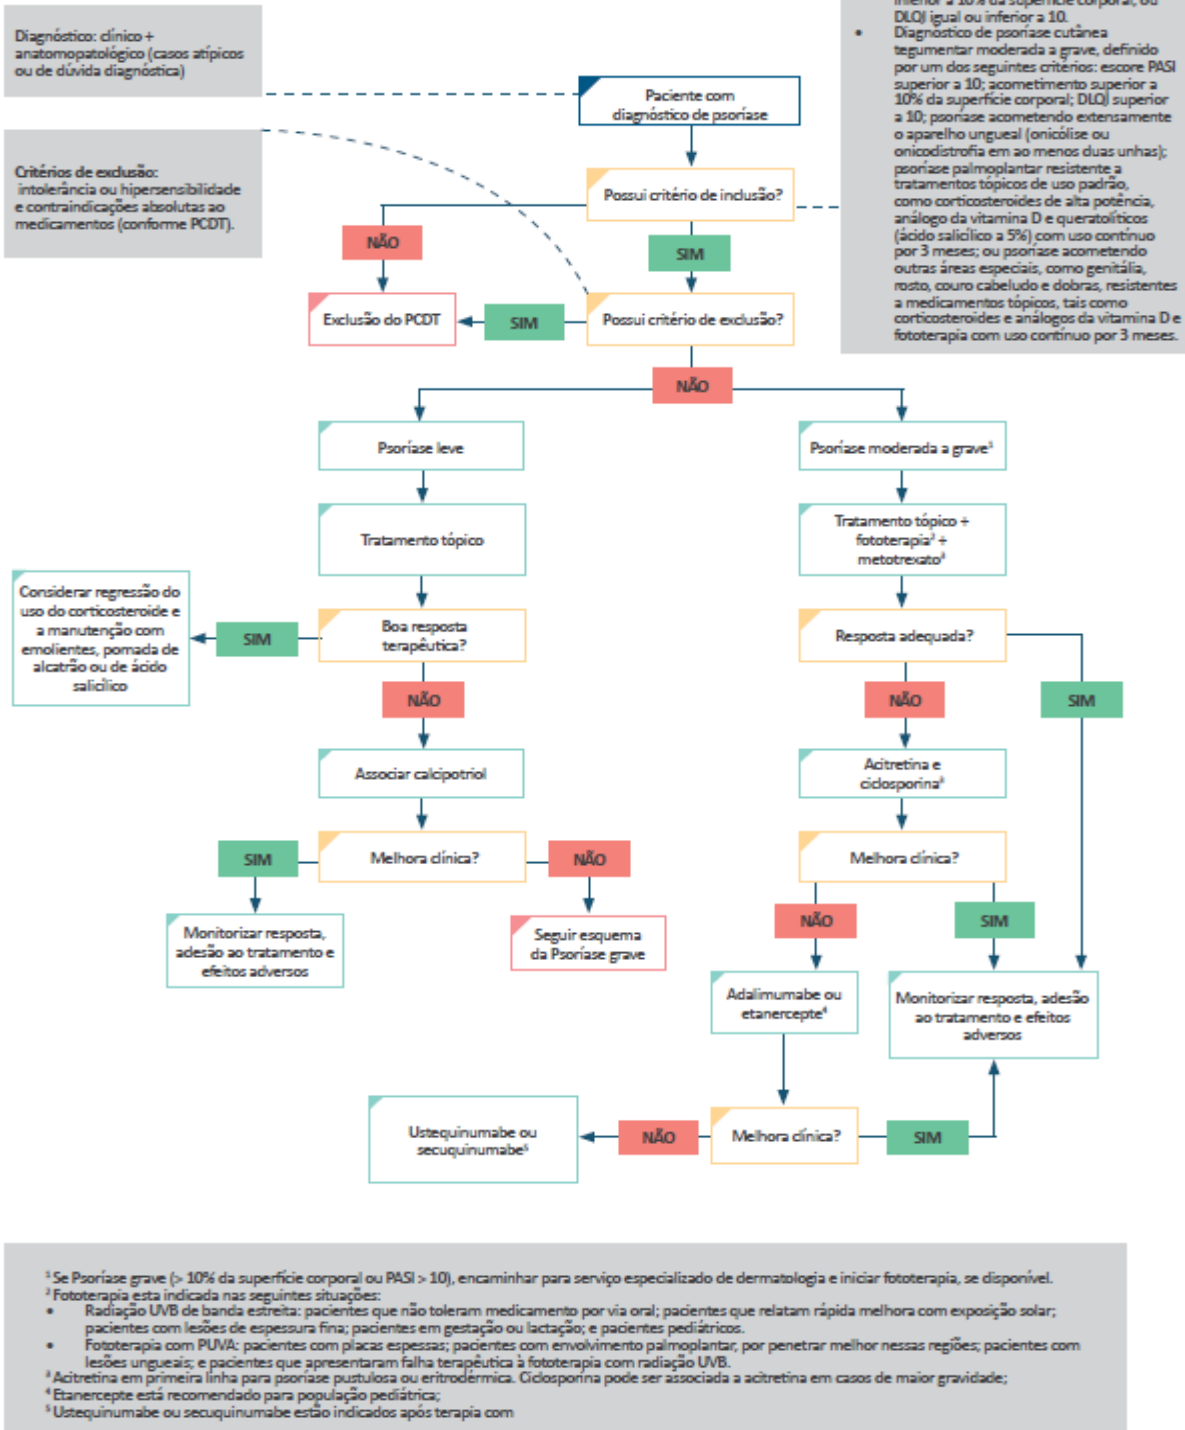 Diagnóstico: clínico +
anatomopatológico (casos atípicos
ou de dúvida diagnóstica)
Critérios de exclusão:
intolerância ou hipersensibilidade
e contraindicações absolutas ao
medicamentos (conforme PCDT).
inferior a 10% da superfície corporal; ou
DLQI igual ou inferior a 10.
• Diagnóstico de psoríase cutânea
tegumentar moderada a grave, definido
por um dos seguintes critérios: escore PASI
superior a 10; acometimento superior a
10% da superfície corporal; DLQI superior
a 10; psoríase acometendo extensamente
o aparelho ungueal (onicólise ou
onicodistrofia em ao menos duas unhas);
psoríase palmoplantar resistente a
tratamentos tópicos de uso padrão,
como corticosteroides de alta potência,
análogo da vitamina D e queratolíticos
(ácido salicílico a 5%) com uso contínuo
por 3 meses; ou psoríase acometendo
outras áreas especiais, como genitália,
rosto, couro cabeludo e dobras, resistentes
a medicamentos tópicos, tais como
corticosteroides e análogos da vitamina D e
fototerapia com uso contínuo por 3 meses.
Paciente com
diagnóstico de psoríase
Possui critério de inclusão?
NÃO
SIM
Exclusão do PCDT
SIM
Possui critério de exclusão?
NÃO
Psoríase leve
Psoríase moderada a grave¹
Tratamento tópico
Tratamento tópico +
fototerapia² +
metotrexato³
Considerar regressão do
uso do corticosteroide e
a manutenção com
emolientes, pomada de
alcatrão ou de ácido
salicílico
SIM
Boa resposta
terapêutica?
Resposta adequada?
NÃO
NÃO
SIM
Associar calcipotriol
Acitretina e
ciclosporina³
SIM
Melhora clínica?
NÃO
Melhora clínica?
NÃO
SIM
Monitorizar resposta,
adesão ao tratamento e
efeitos adversos
Seguir esquema
da Psoríase grave
Adalimumabe ou
etanercepte⁴
Monitorizar resposta, adesão
ao tratamento e efeitos
adversos
Ustequinumabe ou
secuquinumabe⁵
NÃO
Melhora clínica?
SIM
¹ Se Psoríase grave (> 10% da superfície corporal ou PASI > 10), encaminhar para serviço especializado de dermatologia e iniciar fototerapia, se disponível.
² Fototerapia esta indicada nas seguintes situações:
• Radiação UVB de banda estreita: pacientes que não toleram medicamento por via oral; pacientes que relatam rápida melhora com exposição solar;
pacientes com lesões de espessura fina; pacientes em gestação ou lactação; e pacientes pediátricos.
• Fototerapia com PUVA: pacientes com placas espessas; pacientes com envolvimento palmoplantar, por penetrar melhor nessas regiões; pacientes com
lesões ungueais; e pacientes que apresentaram falha terapêutica à fototerapia com radiação UVB.
³ Acitretina em primeira linha para psoríase pustulosa ou eritrodérmica. Ciclosporina pode ser associada a acitretina em casos de maior gravidade;
⁴ Etanercepte está recomendado para população pediátrica;
⁵ Ustequinumabe ou secuquinumabe estão indicados após terapia com